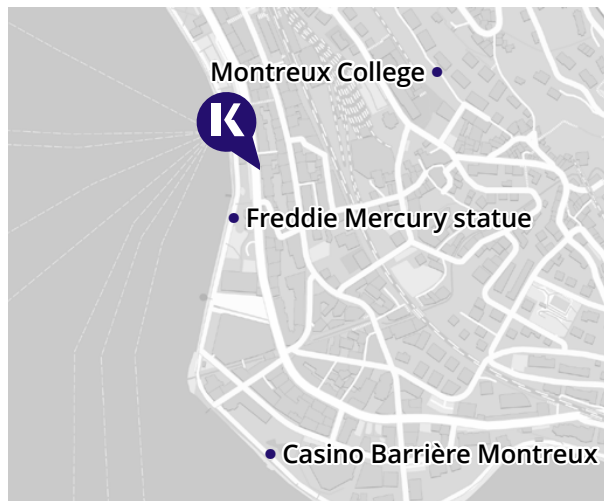 Montreux College
K
Freddie Mercury statue
Casino Barrière Montreux